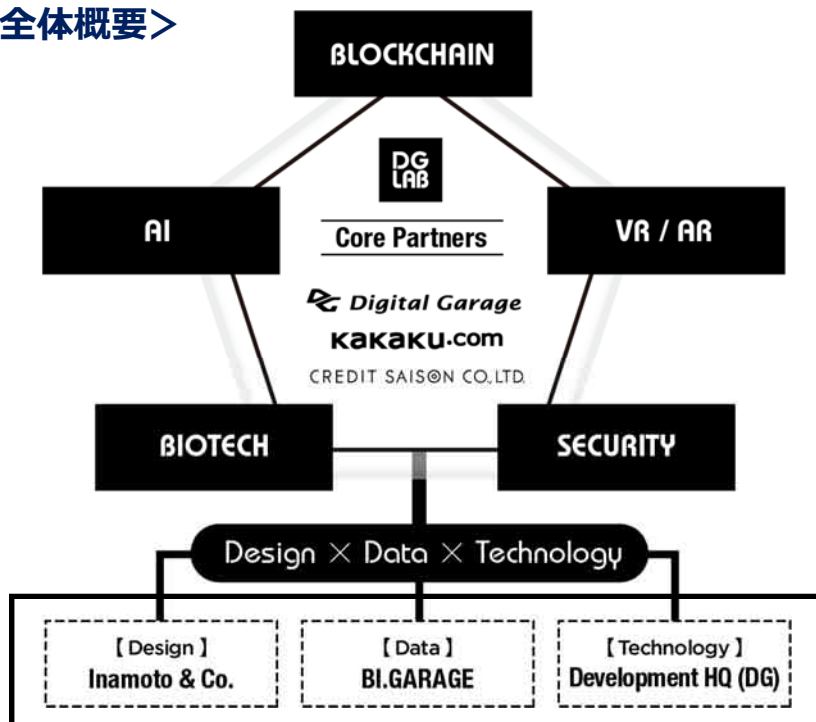 全体概要>
BLOCKCHAIN
DG
LAB
AI
Core Partners
VR / AR
DG Digital Garage
KaKaKU.com
CREDIT SAISON CO.,LTD.
BIOTECH
SECURITY
Design × Data × Technology
【Design】
Inamoto & Co.
【Data】
BI.GARAGE
【Technology】
Development HQ (DG)